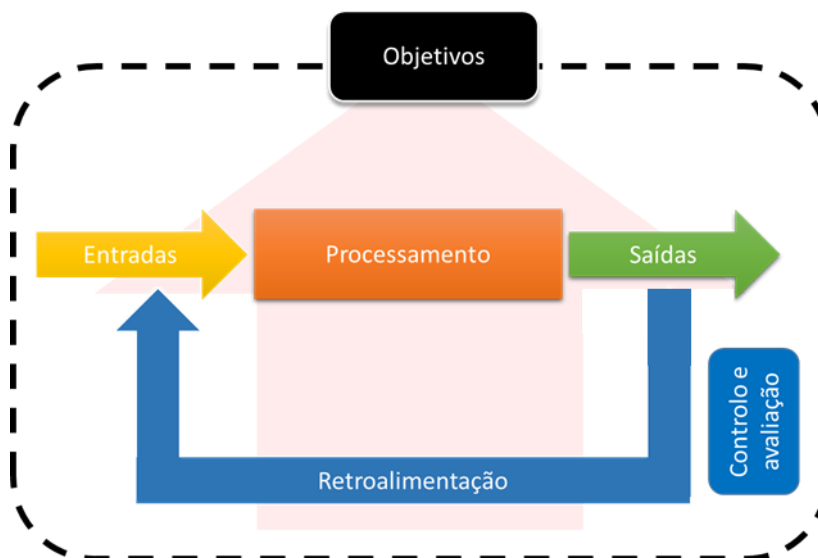 Objetivos
Entradas
Processamento
Saídas
Controlo e
avaliação
Retroalimentação